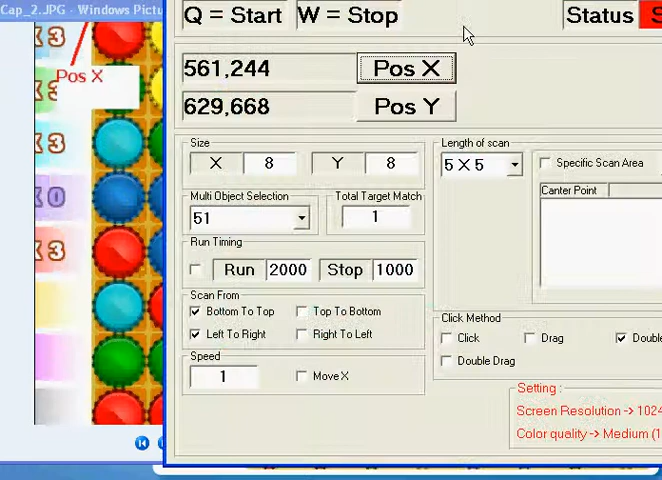 Cap_2.JPG - Windows Pictu
Q = Start W = Stop Status S
X3
Pos X
561,244 Pos X
629,668 Pos Y
X3
X0
X3
Size
X 8 Y 8
Length of scan
5 X 5
Specific Scan Area
Canter Point
Multi Object Selection
51
Total Target Match
1
Run Timing
Run 2000 Stop 1000
Scan From
Bottom To Top Top To Bottom
Left To Right Right To Left
Click Method
Click Drag Double
Double Drag
Speed
1 Move X
Setting :
Screen Resolution -> 1024
Color quality -> Medium (1